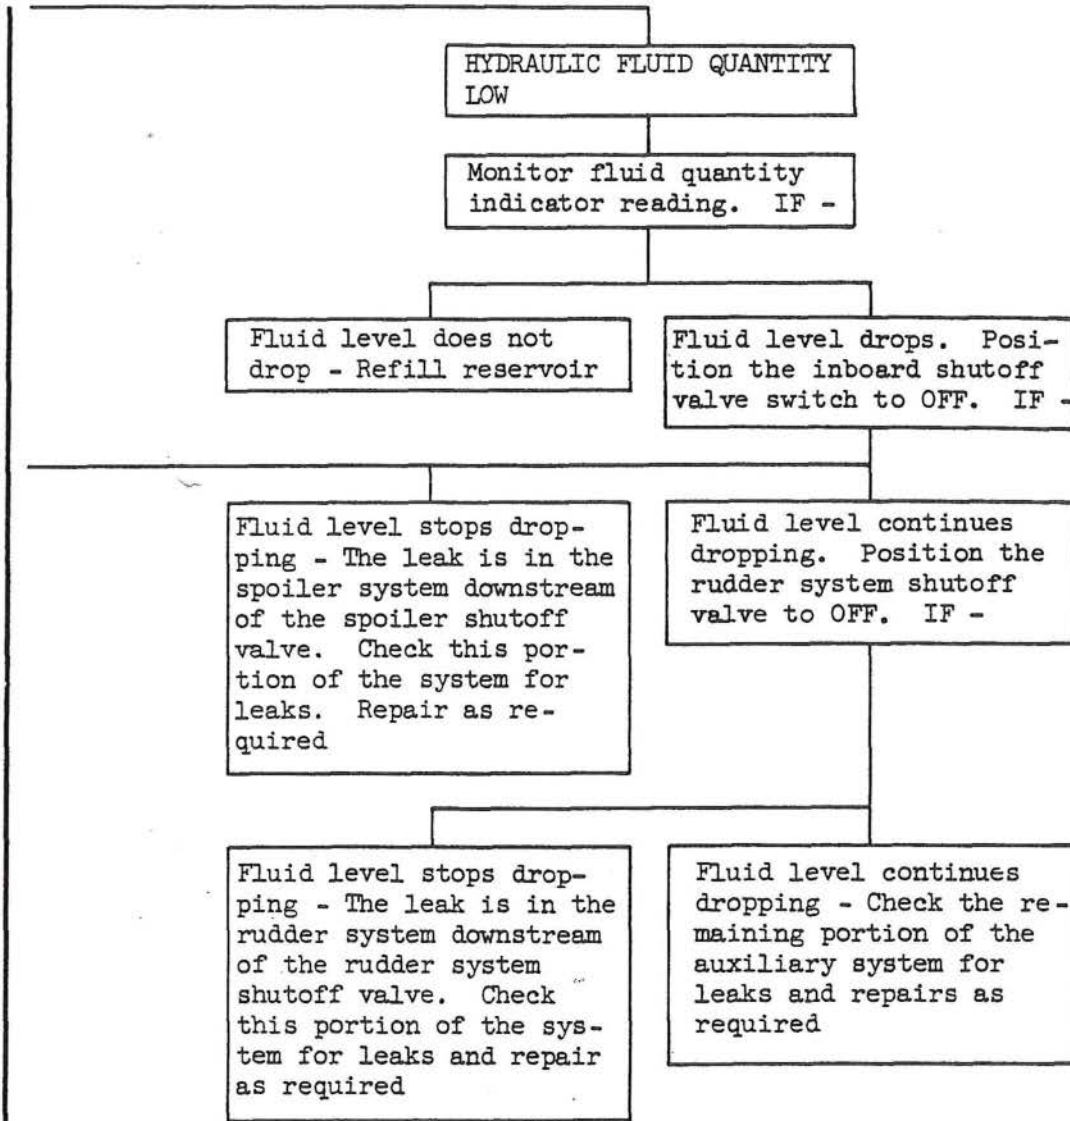 HYDRAULIC FLUID QUANTITY
LOW
Monitor fluid quantity
indicator reading. IF -
Fluid level does not
drop - Refill reservoir
Fluid level drops. Posi-
tion the inboard shutoff
valve switch to OFF. IF -
Fluid level stops drop-
ping - The leak is in the
spoiler system downstream
of the spoiler shutoff
valve. Check this por-
tion of the system for
leaks. Repair as re-
quired
Fluid level continues
dropping. Position the
rudder system shutoff
valve to OFF. IF -
Fluid level stops drop-
ping - The leak is in the
rudder system downstream
of the rudder system
shutoff valve. Check
this portion of the sys-
tem for leaks and repair
as required
Fluid level continues
dropping - Check the re-
maining portion of the
auxiliary system for
leaks and repairs as
required